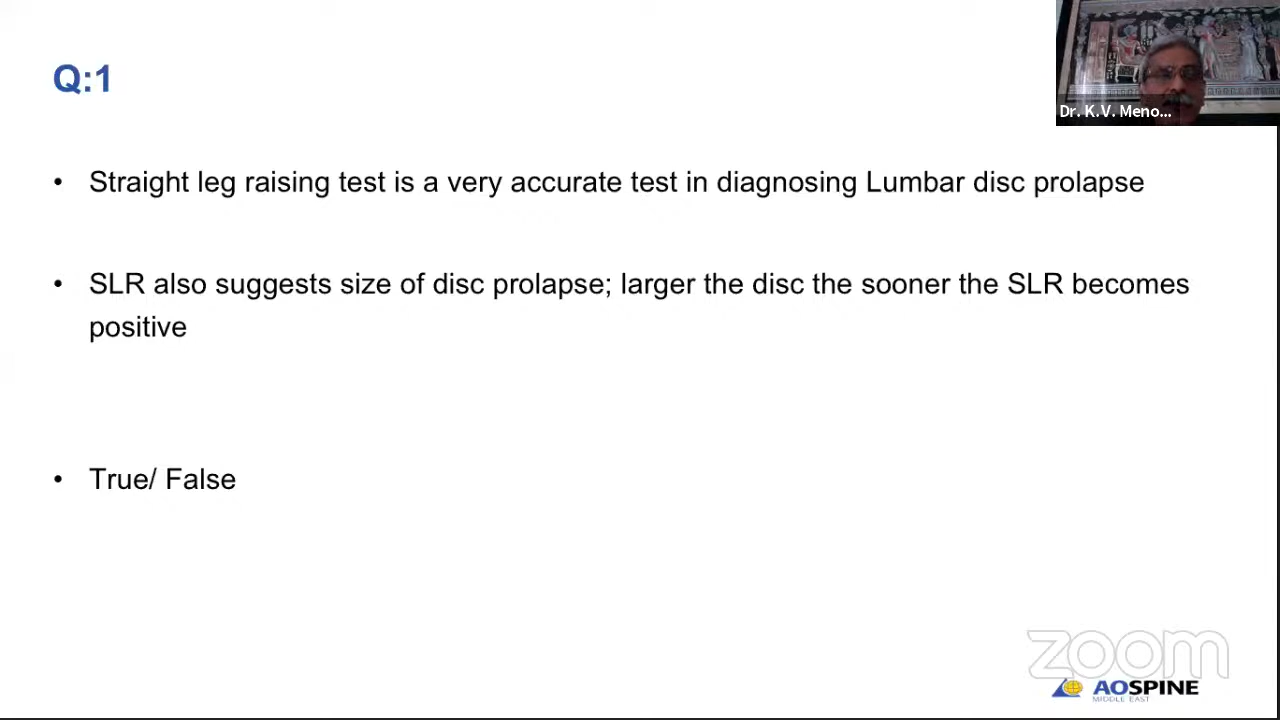 Dr. K.V. Meno...
Q:1
• Straight leg raising test is a very accurate test in diagnosing Lumbar disc prolapse
• SLR also suggests size of disc prolapse; larger the disc the sooner the SLR becomes
positive
• True/ False
zoom
AOSPINE
MIDDLE EAST